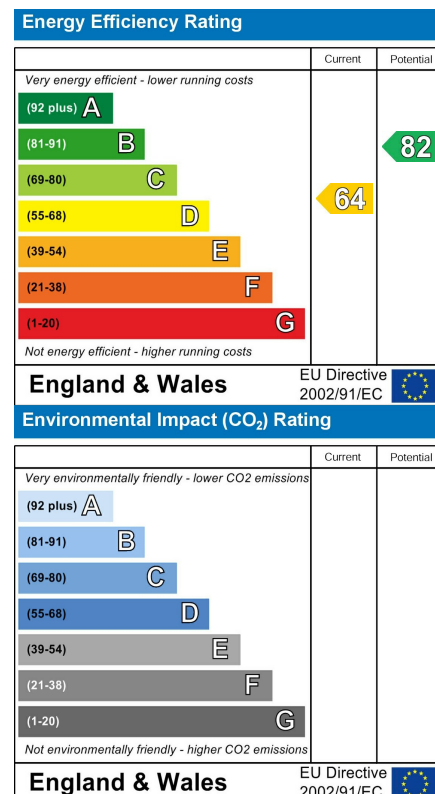 Energy Efficiency Rating
Current Potential
Very energy efficient - lower running costs
(92 plus) A
(81-91) B
(69-80) C
(55-68) D
(39-54) E
(21-38) F
(1-20) G
64
82
Not energy efficient - higher running costs
England & Wales
EU Directive
2002/91/EC
Environmental Impact (CO₂) Rating
Current Potential
Very environmentally friendly - lower CO2 emissions
(92 plus) A
(81-91) B
(69-80) C
(55-68) D
(39-54) E
(21-38) F
(1-20) G
Not environmentally friendly - higher CO2 emissions
England & Wales
EU Directive
2002/91/EC